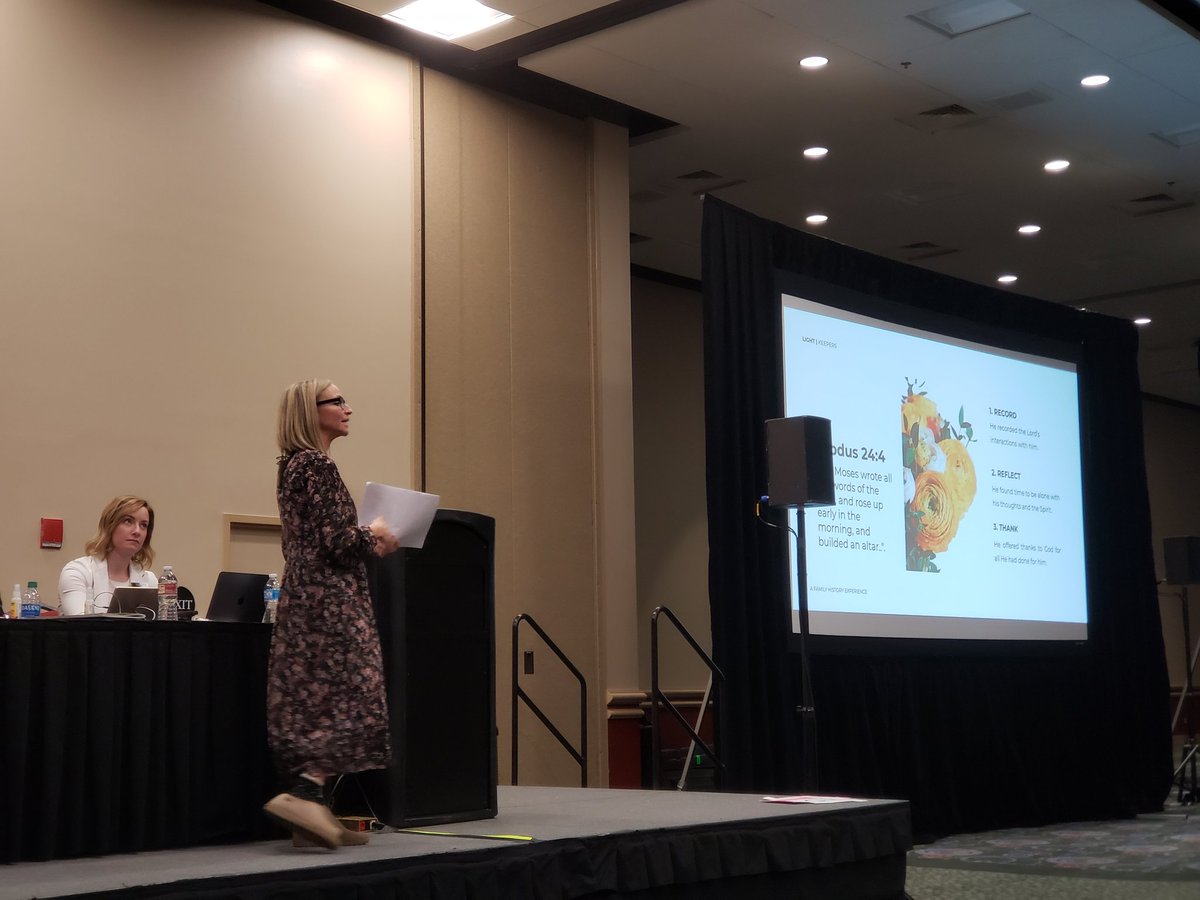 LIGHT | KEEPERS
odus 24:4
Moses wrote all
words of the
and rose up
early in the
morning, and
builded an altar..".
1. RECORD
He recorded the Lord's
interactions with him.
2. REFLECT
He found time to be alone with
his thoughts and the Spirit.
3. THANK
He offered thanks to God for
all He had done for him.
A FAMILY HISTORY EXPERIENCE
EXIT
DASANI